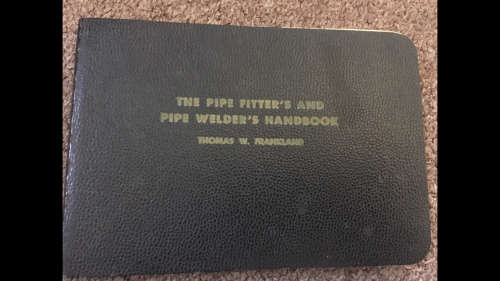 THE PIPE FITTER'S AND
PIPE WELDER'S HANDBOOK
THOMAS W. FRANKLAND